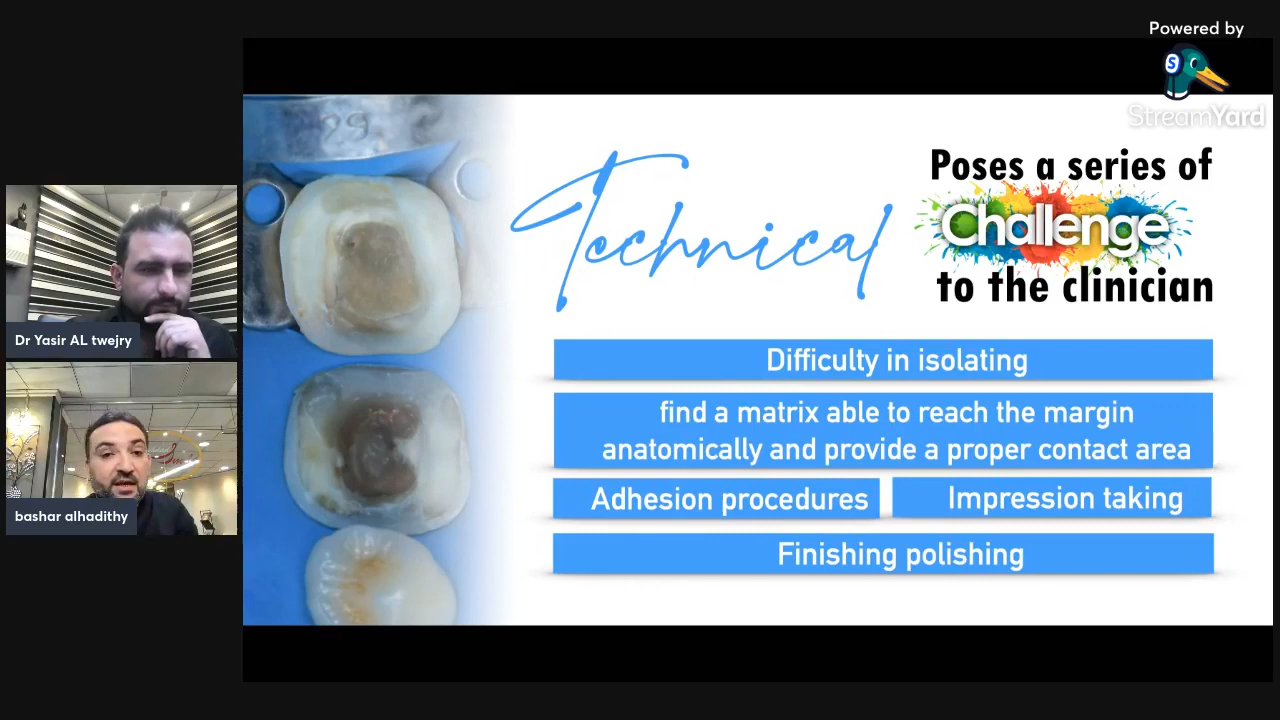 Powered by
S
StreamYard
29
Technical
Poses a series of
Challenge
to the clinician
Difficulty in isolating
find a matrix able to reach the margin
anatomically and provide a proper contact area
Adhesion procedures
Impression taking
Finishing polishing
Dr Yasir AL twejry
bashar alhadithy